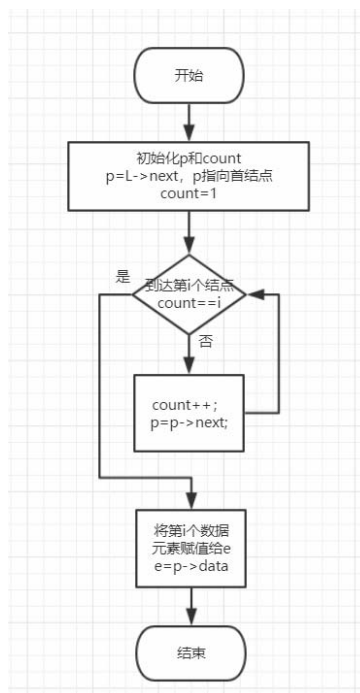 开始
初始化p和count
p=L->next，p指向首结点
count=1
是
到达第i个结点
count==i
否
count++；
p=p->next;
将第i个数据
元素赋值给e
e=p->data
结束